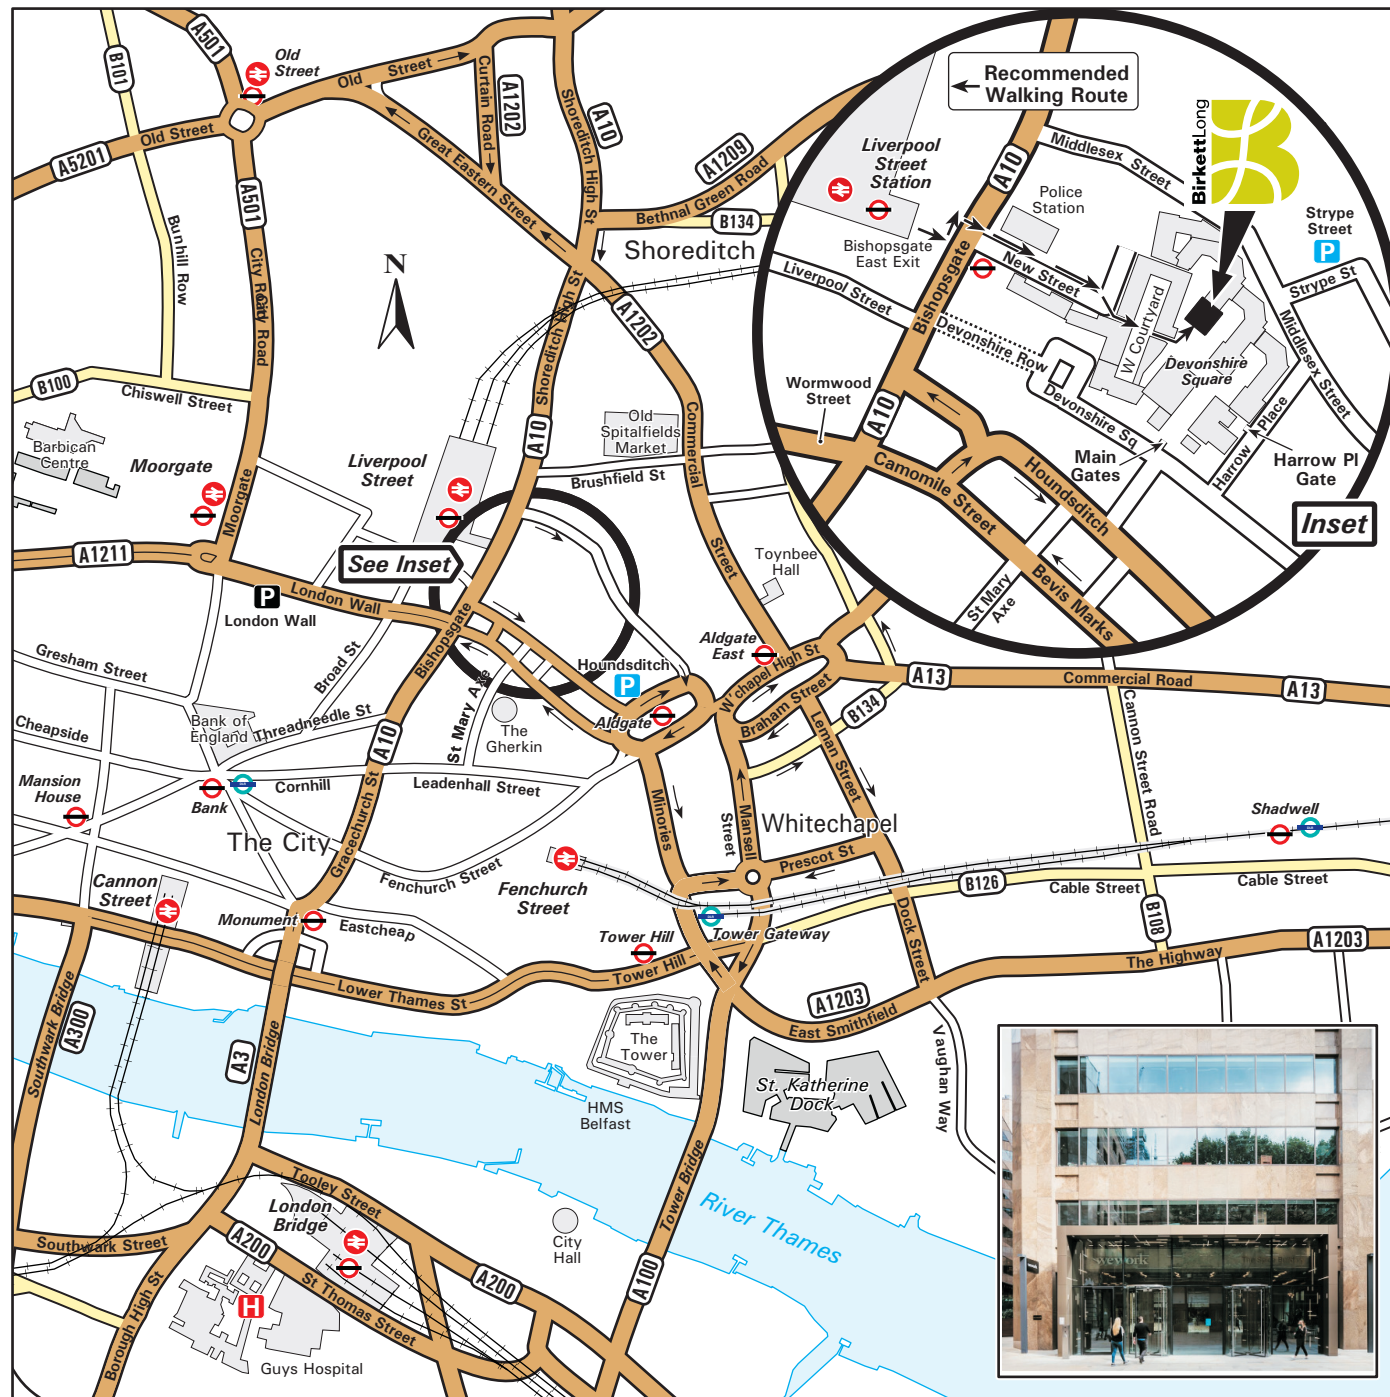 A501
B101
Old
Street
Old
Street
Curtain Road
A1202
Shoreditch High St
A10
A5201
Old Street
A501
City Road
City Road
Bunhill Row
Great Eastern Street
A1209
Bethnal Green Road
B134
Shoreditch
N
A1202
Shoreditch High St
A10
B100
Chiswell Street
Barbican
Centre
Moorgate
Moorgate
Liverpool
Street
Old
Spitalfields
Market
Commercial
Street
Brushfield St
A1211
See Inset
P
London Wall
London Wall
Toynbee
Hall
Gresham Street
Broad St
Bishopsgate
Houndsditch
P
Aldgate
East
W'chapel High St
A13
Commercial Road
A13
Cheapside
Bank of
England
Threadneedle St
A10
St Mary Axe
The
Gherkin
Aldgate
Braham Street
B134
Leman Street
Cannon Street Road
Mansion
House
Bank
Cornhill
Leadenhall Street
Minories
Mansell
Street
Whitechapel
Shadwell
The City
Gracechurch St
Fenchurch Street
Fenchurch
Street
Prescot St
B126
Cable Street
Cable Street
B108
Cannon
Street
Monument
Eastcheap
Tower Hill
Tower Gateway
Dock Street
Tower Hill
Lower Thames St
A1203
The Highway
A1203
East Smithfield
Southwark Bridge
A300
A3
London Bridge
The
Tower
HMS
Belfast
St. Katherine
Dock
Vaughan Way
Tower Bridge
River Thames
Tooley Street
London
Bridge
Southwark Street
A200
St Thomas Street
A200
City
Hall
A100
Borough High St
H
Guys Hospital
Recommended
Walking Route
Liverpool
Street
Station
A10
Middlesex Street
BirkettLong
Police
Station
Strype
Street
P
Bishopsgate
East Exit
New Street
Strype St
Liverpool Street
Bishopsgate
Devonshire Row
W Courtyard
Devonshire
Square
Middlesex Street
Wormwood
Street
A10
Devonshire Sq
Main
Gates
Harrow Place
Harrow Pl
Gate
Camomile Street
Houndsditch
St Mary
Axe
Bevis Marks
Inset
wework